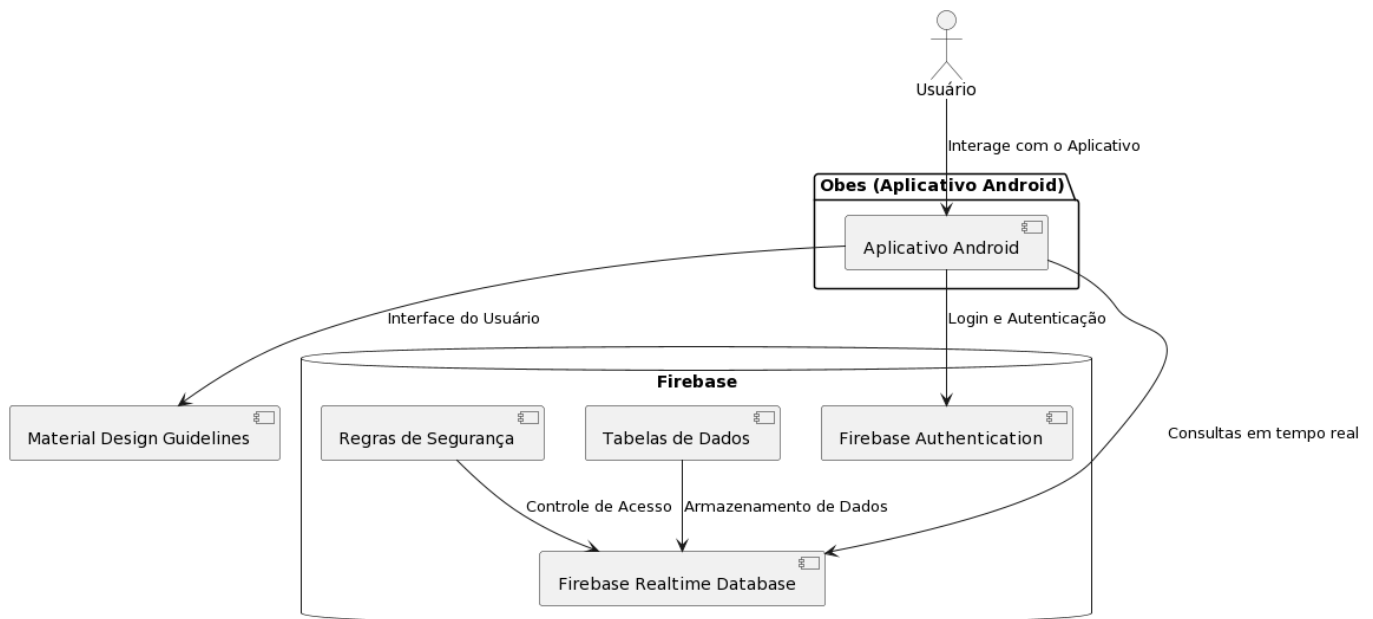 Usuário
Interage com o Aplicativo
Obes (Aplicativo Android)
Aplicativo Android
Interface do Usuário
Login e Autenticação
Firebase
Material Design Guidelines
Regras de Segurança
Tabelas de Dados
Firebase Authentication
Consultas em tempo real
Controle de Acesso
Armazenamento de Dados
Firebase Realtime Database